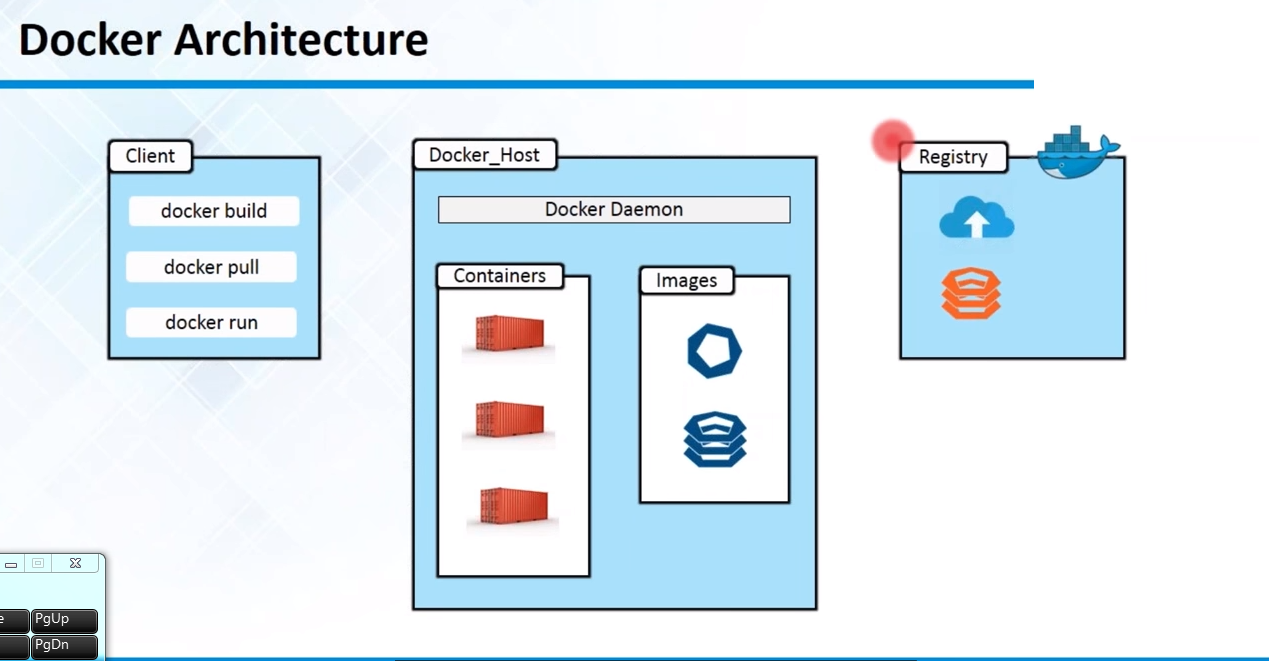 Docker Architecture
Client
docker build
docker pull
docker run
Docker_Host
Docker Daemon
Containers
Images
Registry
e
PgUp
PgDn